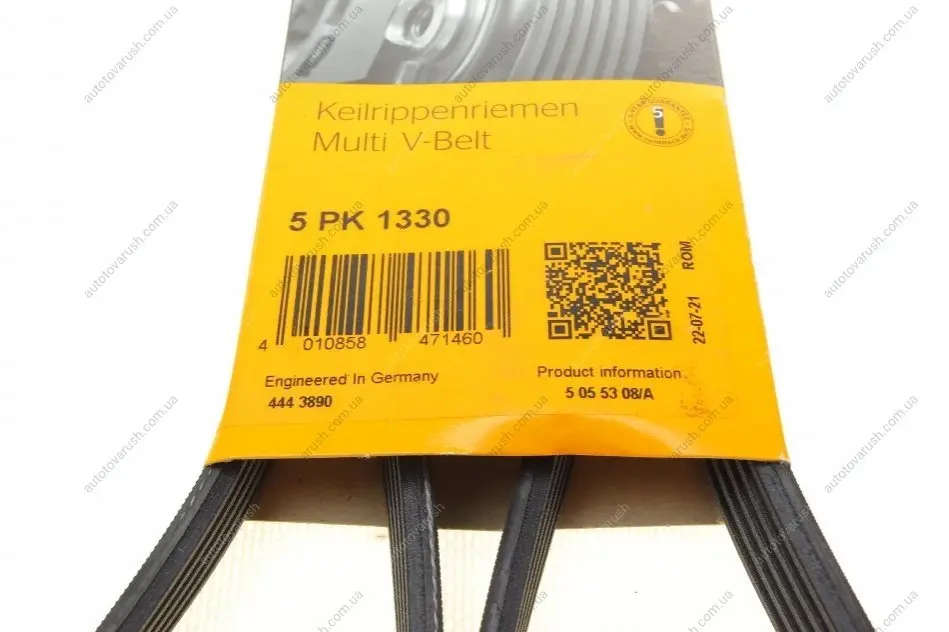 Keilrippenriemen
Multi V-Belt
5
5 PK 1330
4 010858 471460
ROM
22-07-21
Engineered In Germany
444 3890
Product information
5 05 53 08/A
autotovarush.com.ua